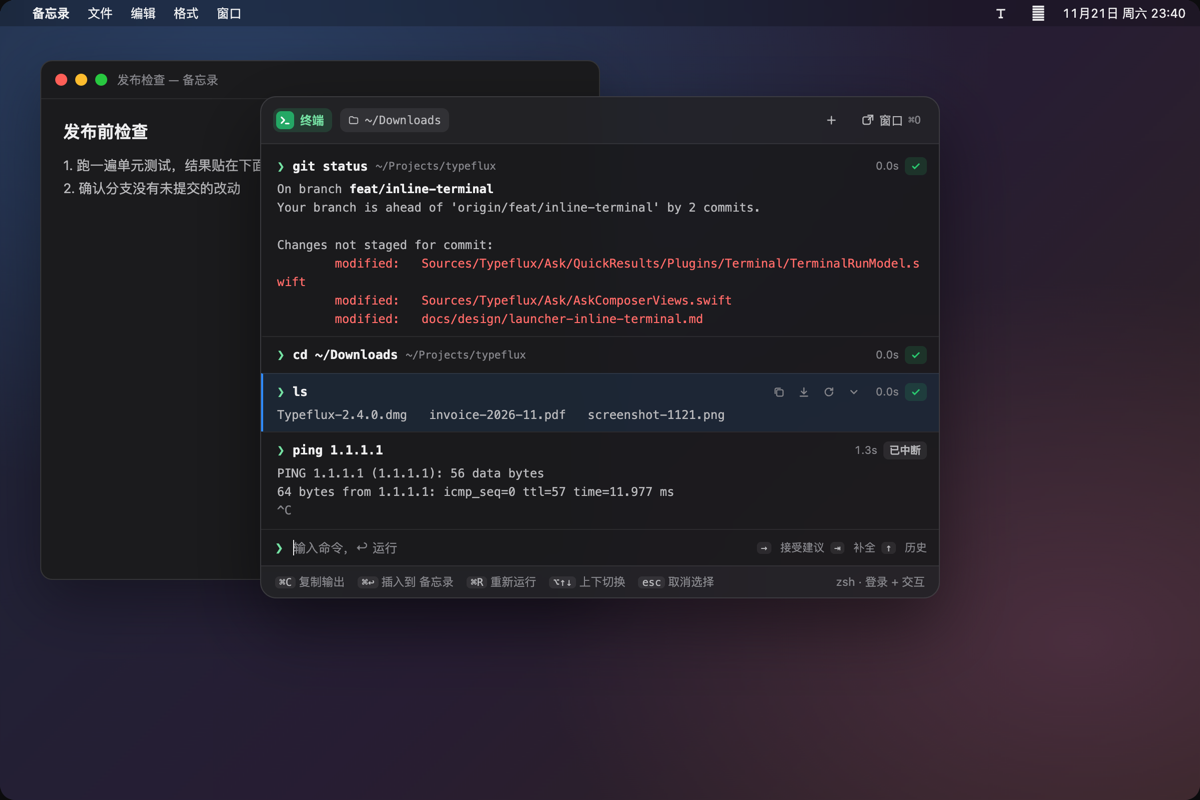 备忘录 文件 编辑 格式 窗口 T 11月21日 周六 23:40
发布检查 — 备忘录
发布前检查
1. 跑一遍单元测试，结果贴在下面
2. 确认分支没有未提交的改动
终端 ~/Downloads + 窗口 ⌘O
❯ git status ~/Projects/typeflux 0.0s ✓
On branch feat/inline-terminal
Your branch is ahead of 'origin/feat/inline-terminal' by 2 commits.
Changes not staged for commit:
modified: Sources/Typeflux/Ask/QuickResults/Plugins/Terminal/TerminalRunModel.s
wift
modified: Sources/Typeflux/Ask/AskComposerViews.swift
modified: docs/design/launcher-inline-terminal.md
❯ cd ~/Downloads ~/Projects/typeflux 0.0s ✓
❯ ls 0.0s ✓
Typeflux-2.4.0.dmg invoice-2026-11.pdf screenshot-1121.png
❯ ping 1.1.1.1 1.3s 已中断
PING 1.1.1.1 (1.1.1.1): 56 data bytes
64 bytes from 1.1.1.1: icmp_seq=0 ttl=57 time=11.977 ms
^C
❯ 输入命令，↩ 运行 → 接受建议 ⇥ 补全 ↑ 历史
⌘C 复制输出 ⌘↩ 插入到 备忘录 ⌘R 重新运行 ⌥↑↓ 上下切换 esc 取消选择 zsh · 登录 + 交互